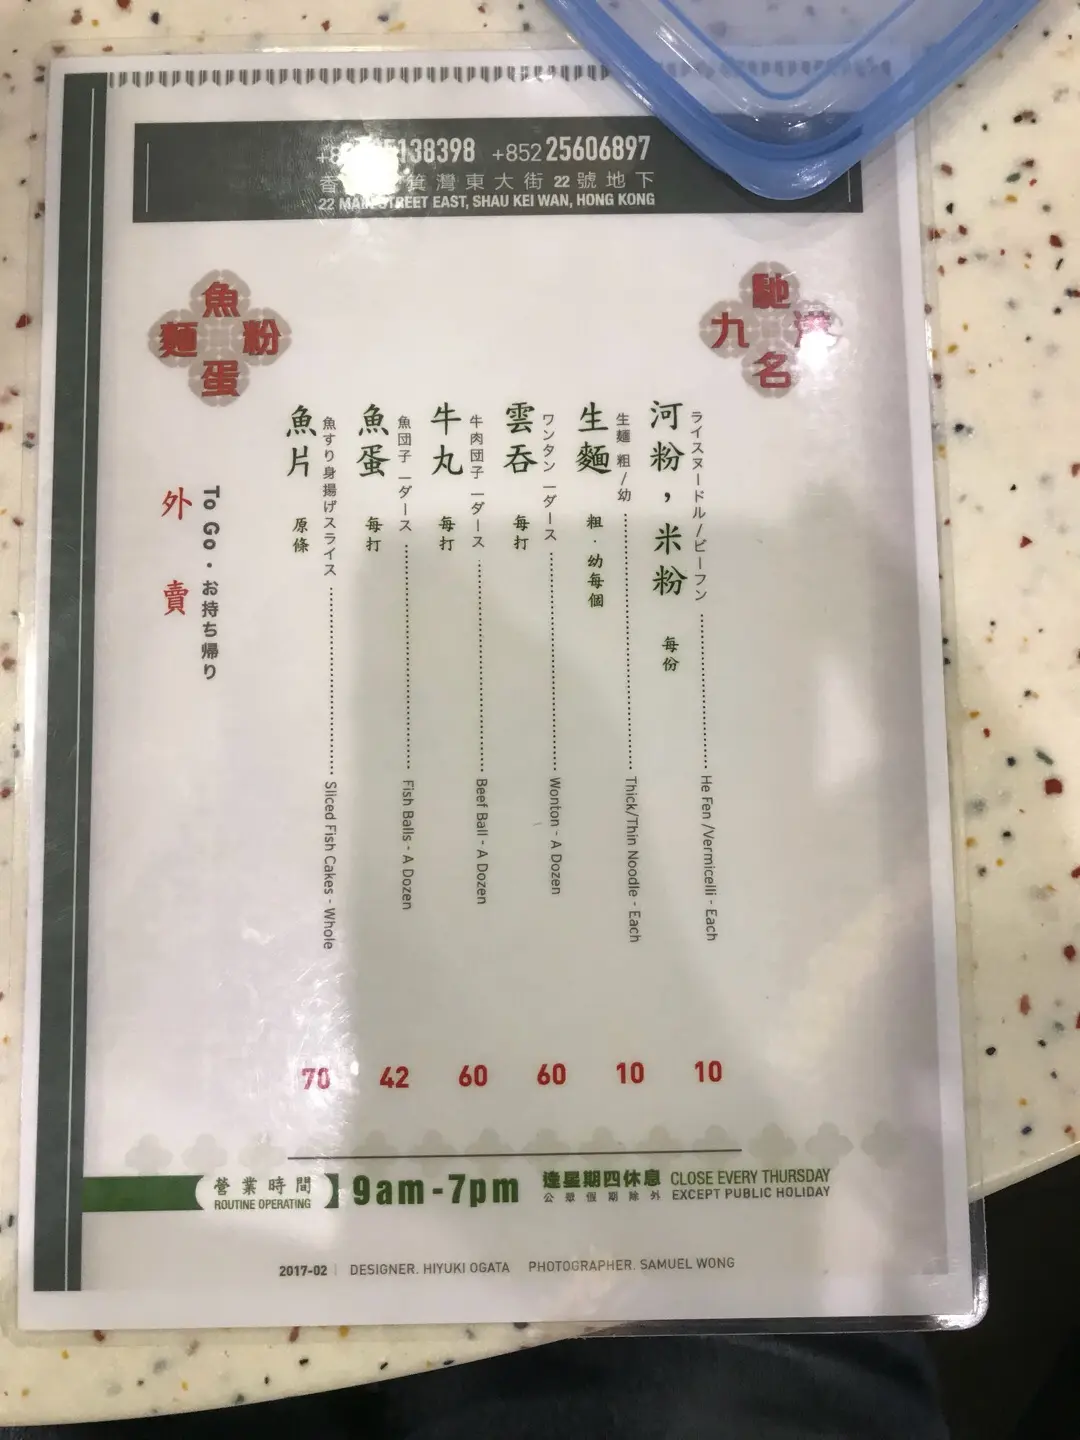 138398 +852 25606897
箕灣東大街 22 號地下
22 MAIN STREET EAST, SHAU KEI WAN, HONG KONG
馳
九 洋
名
魚
麵 粉
蛋
河粉，米粉 每份
ライスヌードル/ビーフン
He Fen /Vermicelli - Each
10
生麵 粗．幼每個
生麺 粗/幼
Thick/Thin Noodle - Each
10
雲吞 每打
ワンタン 一ダース
Wonton - A Dozen
60
牛丸 每打
牛肉団子 一ダース
Beef Ball - A Dozen
60
魚蛋 每打
魚団子 一ダース
Fish Balls - A Dozen
42
魚片 原條
魚すり身揚げスライス
Sliced Fish Cakes - Whole
70
To Go・お持ち帰り
外賣
營業時間
ROUTINE OPERATING
9am-7pm
逢星期四休息
公眾假期除外
CLOSE EVERY THURSDAY
EXCEPT PUBLIC HOLIDAY
2017-02 | DESIGNER. HIYUKI OGATA PHOTOGRAPHER. SAMUEL WONG